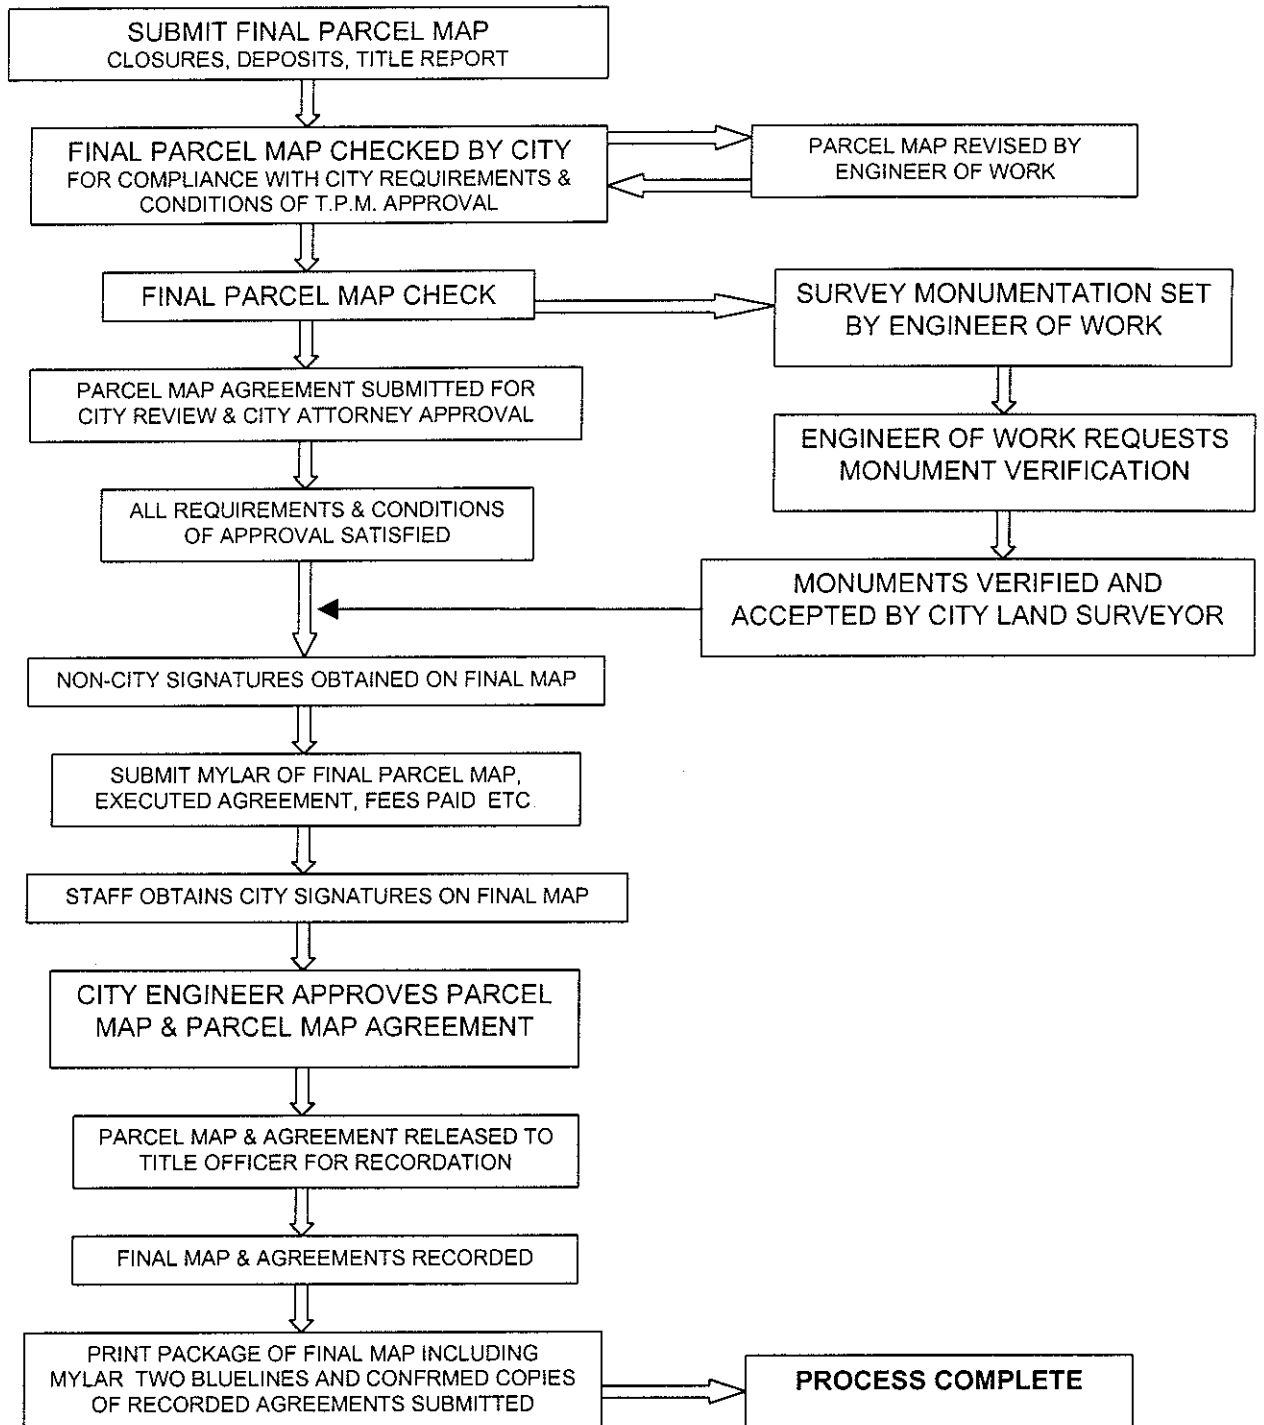 SUBMIT FINAL PARCEL MAP
CLOSURES, DEPOSITS, TITLE REPORT
FINAL PARCEL MAP CHECKED BY CITY
FOR COMPLIANCE WITH CITY REQUIREMENTS &
CONDITIONS OF T.P.M. APPROVAL
PARCEL MAP REVISED BY
ENGINEER OF WORK
FINAL PARCEL MAP CHECK
SURVEY MONUMENTATION SET
BY ENGINEER OF WORK
PARCEL MAP AGREEMENT SUBMITTED FOR
CITY REVIEW & CITY ATTORNEY APPROVAL
ENGINEER OF WORK REQUESTS
MONUMENT VERIFICATION
ALL REQUIREMENTS & CONDITIONS
OF APPROVAL SATISFIED
MONUMENTS VERIFIED AND
ACCEPTED BY CITY LAND SURVEYOR
NON-CITY SIGNATURES OBTAINED ON FINAL MAP
SUBMIT MYLAR OF FINAL PARCEL MAP,
EXECUTED AGREEMENT, FEES PAID ETC.
STAFF OBTAINS CITY SIGNATURES ON FINAL MAP
CITY ENGINEER APPROVES PARCEL
MAP & PARCEL MAP AGREEMENT
PARCEL MAP & AGREEMENT RELEASED TO
TITLE OFFICER FOR RECORDATION
FINAL MAP & AGREEMENTS RECORDED
PRINT PACKAGE OF FINAL MAP INCLUDING
MYLAR TWO BLUELINES AND CONFRMED COPIES
OF RECORDED AGREEMENTS SUBMITTED
PROCESS COMPLETE